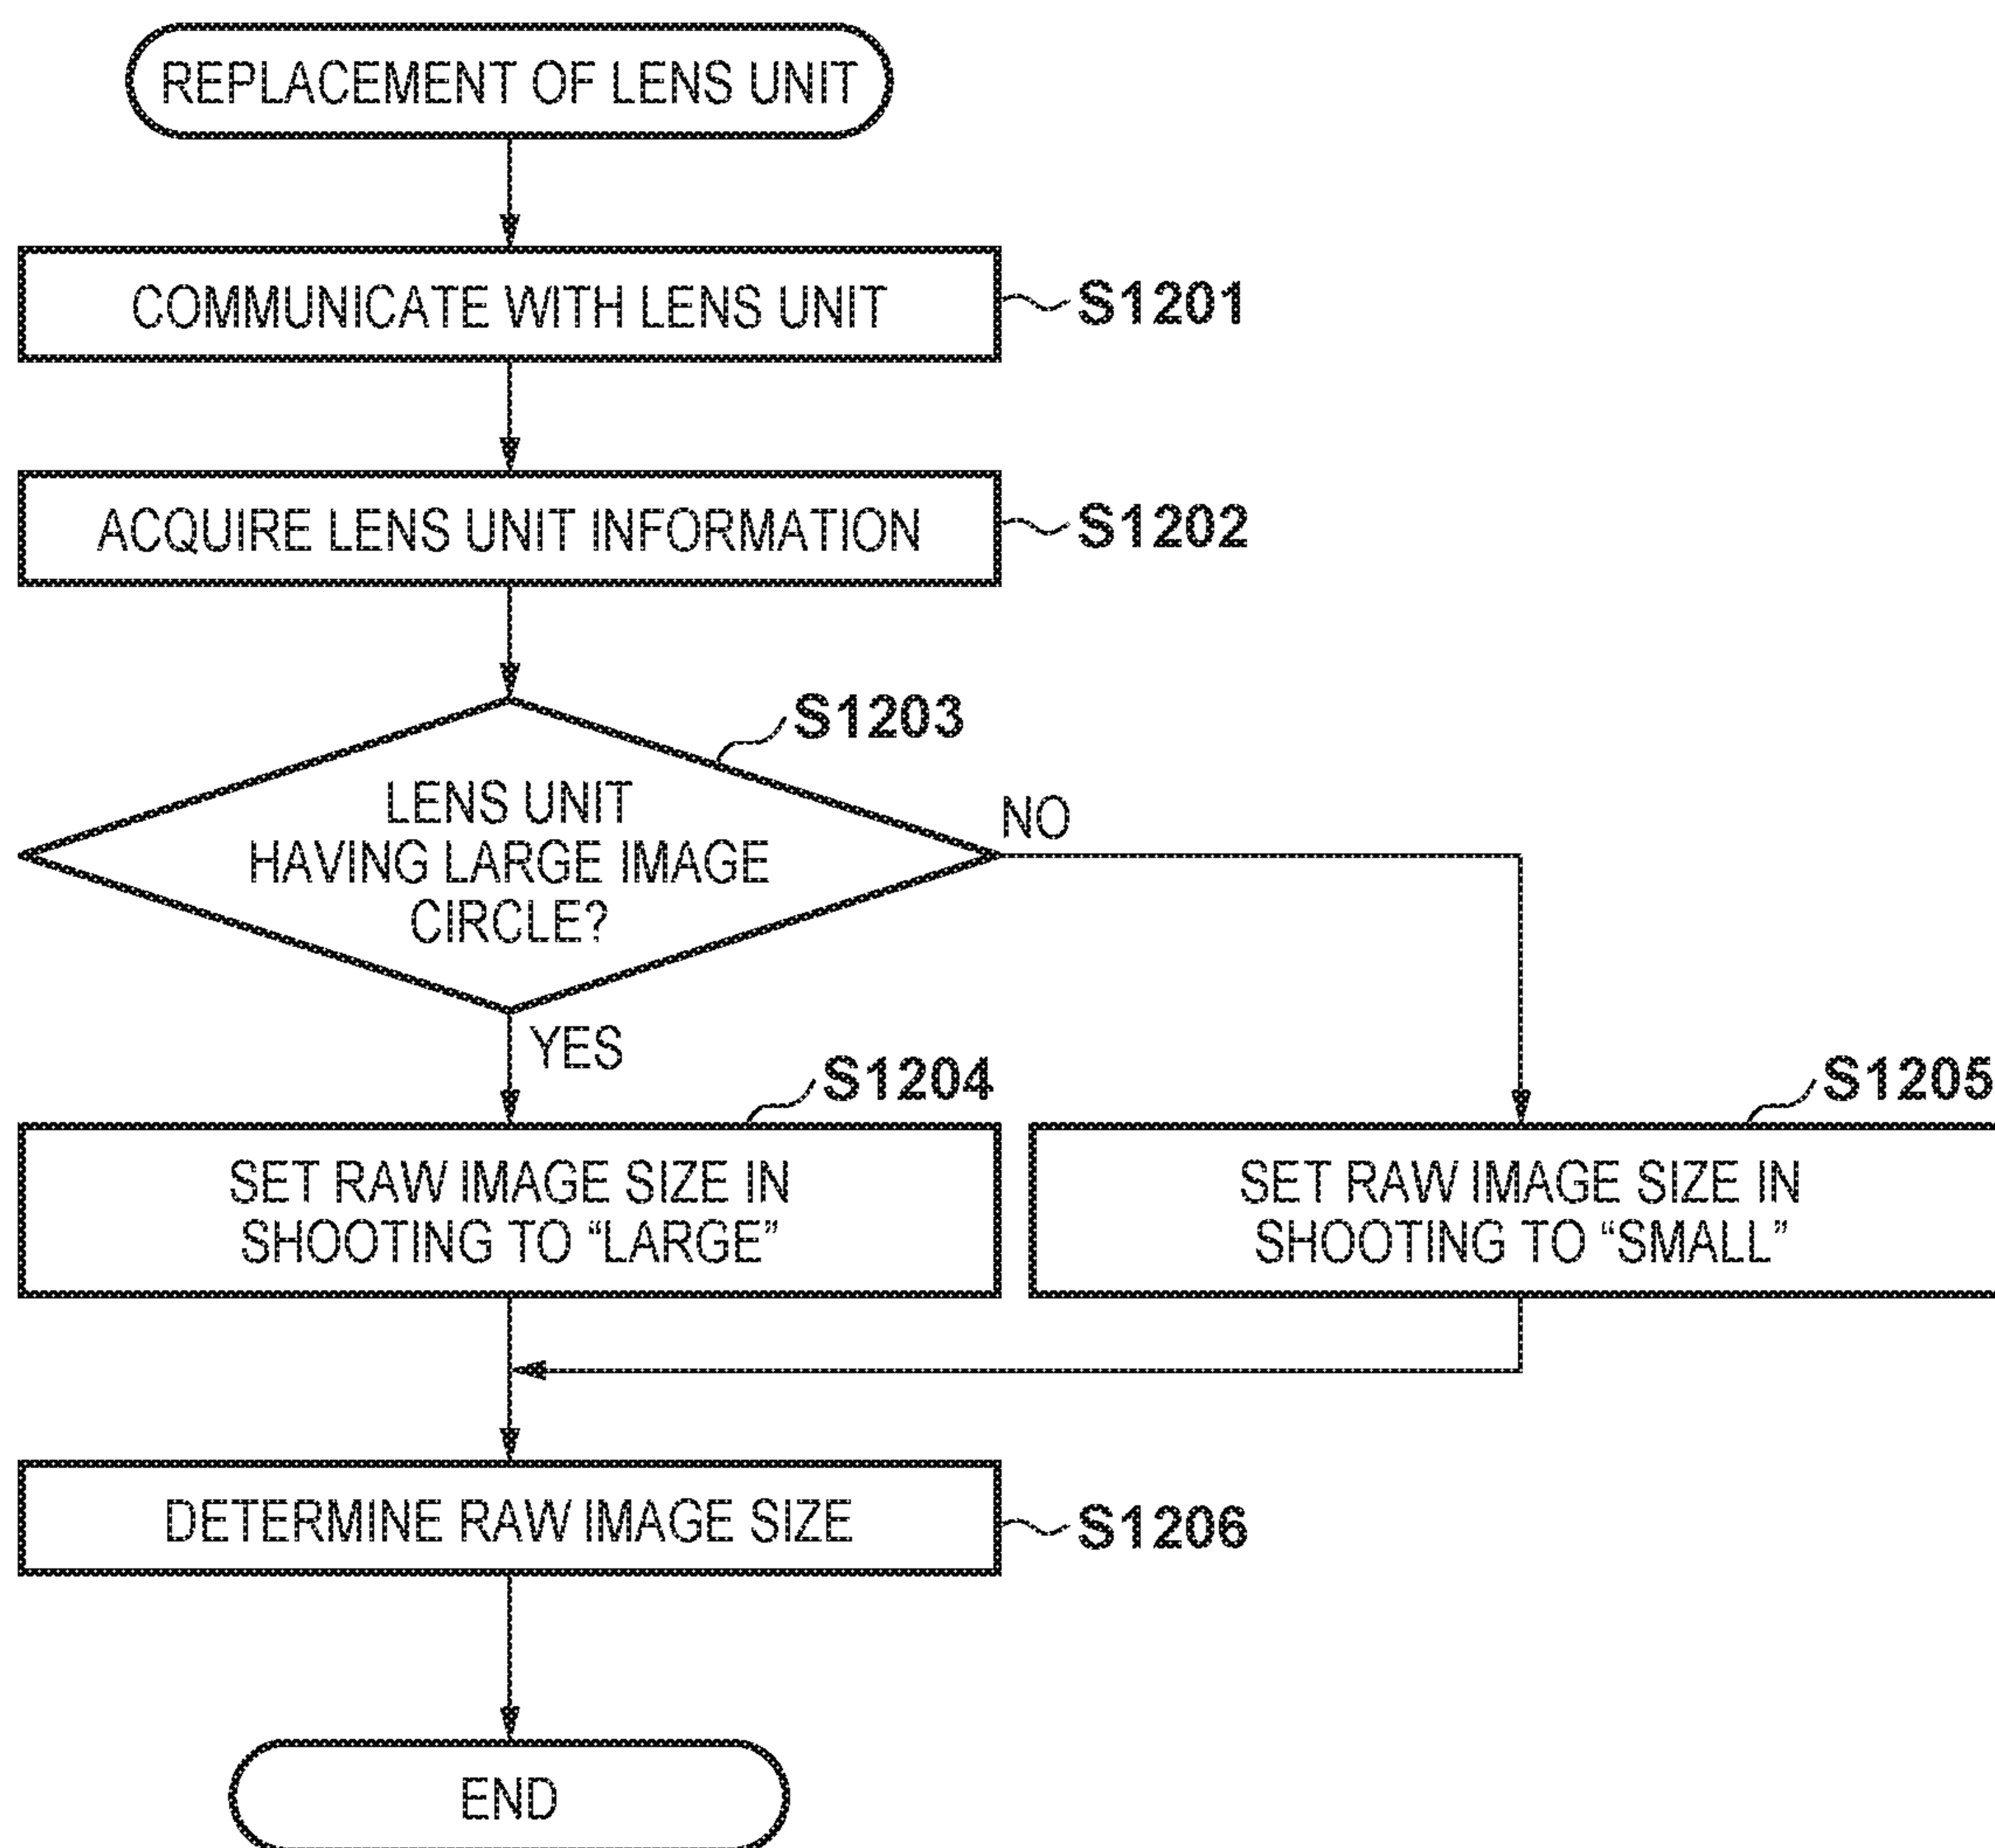 REPLACEMENT OF LENS UNIT
COMMUNICATE WITH LENS UNIT
S1201
ACQUIRE LENS UNIT INFORMATION
S1202
S1203
LENS UNIT
HAVING LARGE IMAGE
CIRCLE?
NO
YES
S1204
SET RAW IMAGE SIZE IN
SHOOTING TO “LARGE”
S1205
SET RAW IMAGE SIZE IN
SHOOTING TO “SMALL”
DETERMINE RAW IMAGE SIZE
S1206
END